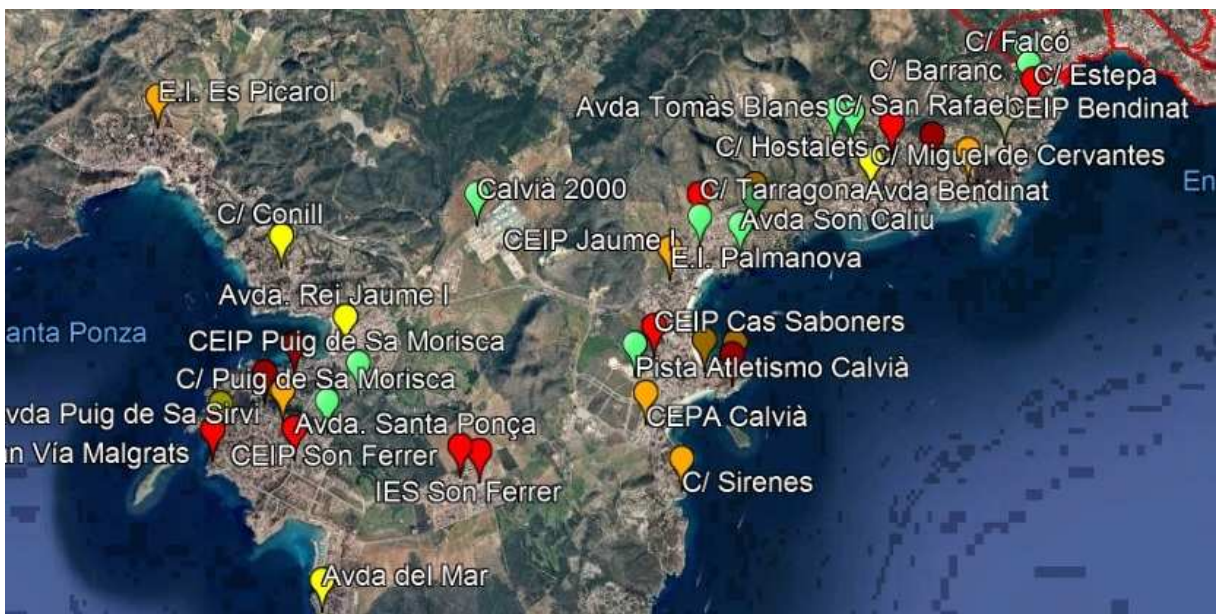 C/ Falcó
C/ Barranc
C/ Estepa
E.I. Es Picarol
Avda Tomàs Blanes
C/ San Rafael
CEIP Bendinat
C/ Hostalets
C/ Miguel de Cervantes
Calvià 2000
C/ Tarragona
Avda Bendinat
En
C/ Conill
Avda Son Caliu
CEIP Jaume I
E.I. Palmanova
Avda. Rei Jaume I
anta Ponza
CEIP Cas Saboners
CEIP Puig de Sa Morisca
Pista Atletismo Calvià
C/ Puig de Sa Morisca
vda Puig de Sa Sirvi
Avda. Santa Ponça
CEPA Calvià
an Vía Malgrats
CEIP Son Ferrer
C/ Sirenes
IES Son Ferrer
Avda del Mar